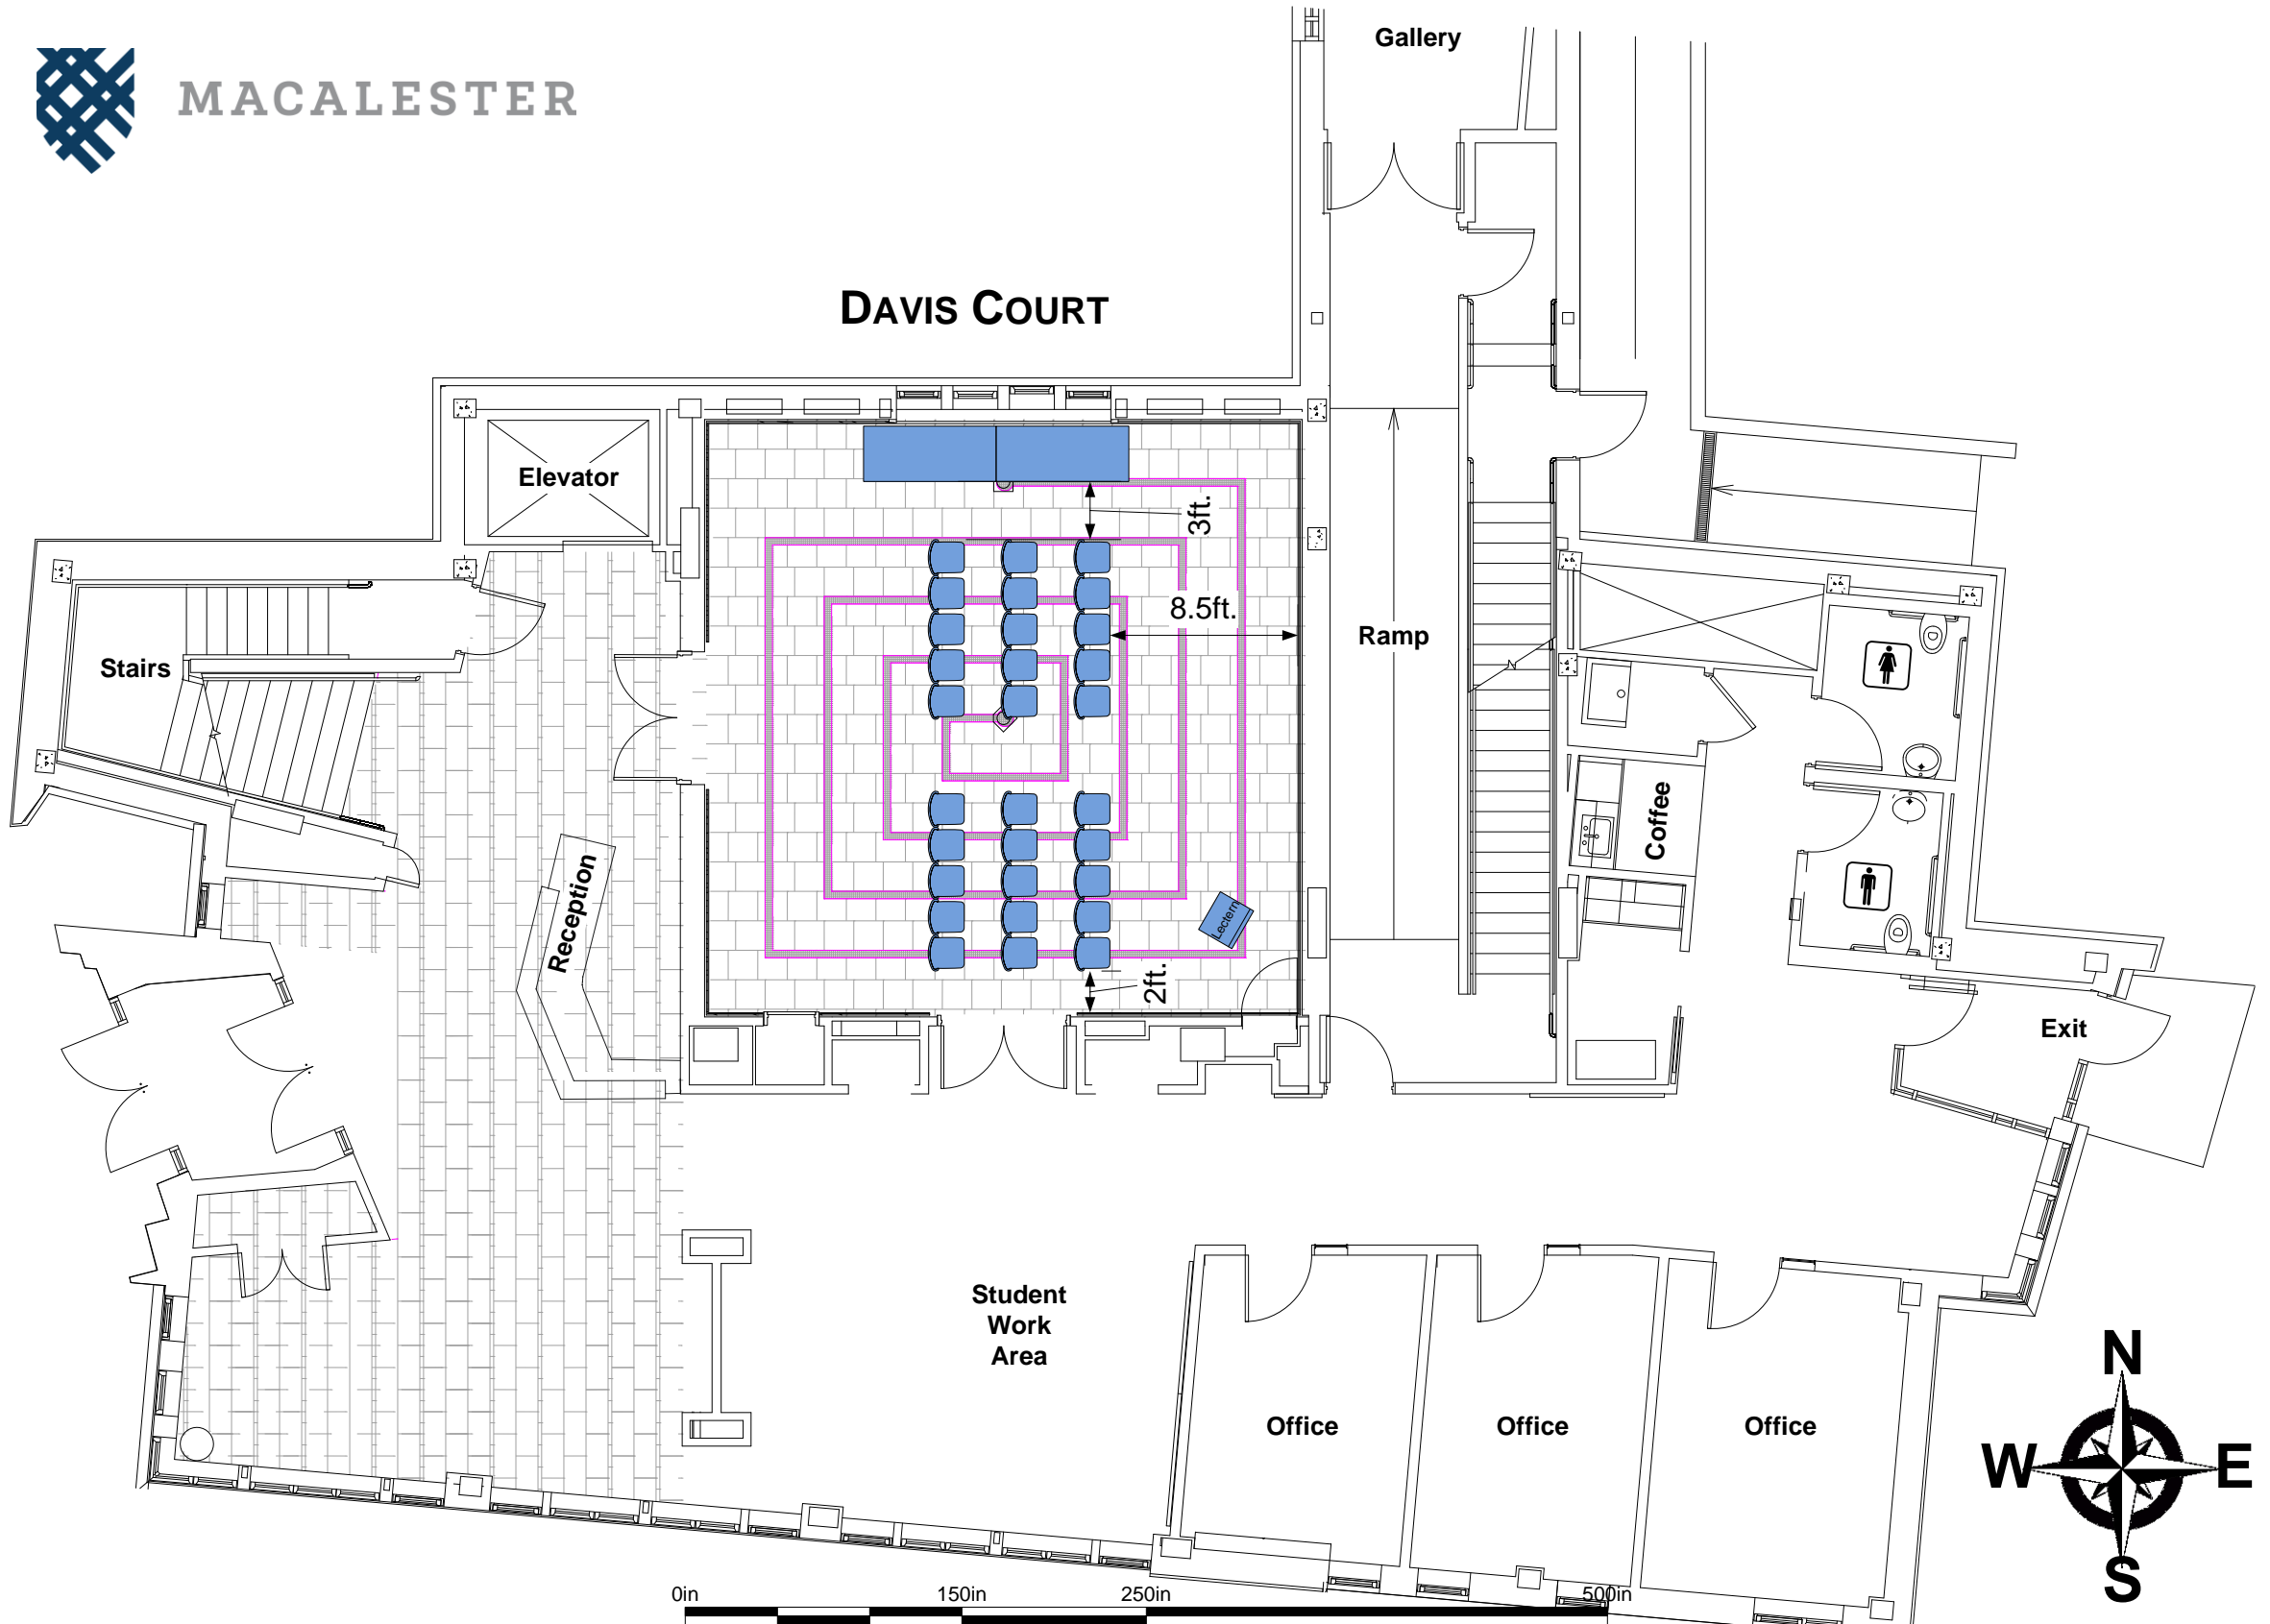 MACALESTER
Gallery
DAVIS COURT
Elevator
3ft.
8.5ft.
Ramp
Stairs
Coffee
Reception
Lectern
2ft.
Exit
Student
Work
Area
Office
Office
Office
N
W
E
S
0in
150in
250in
500in